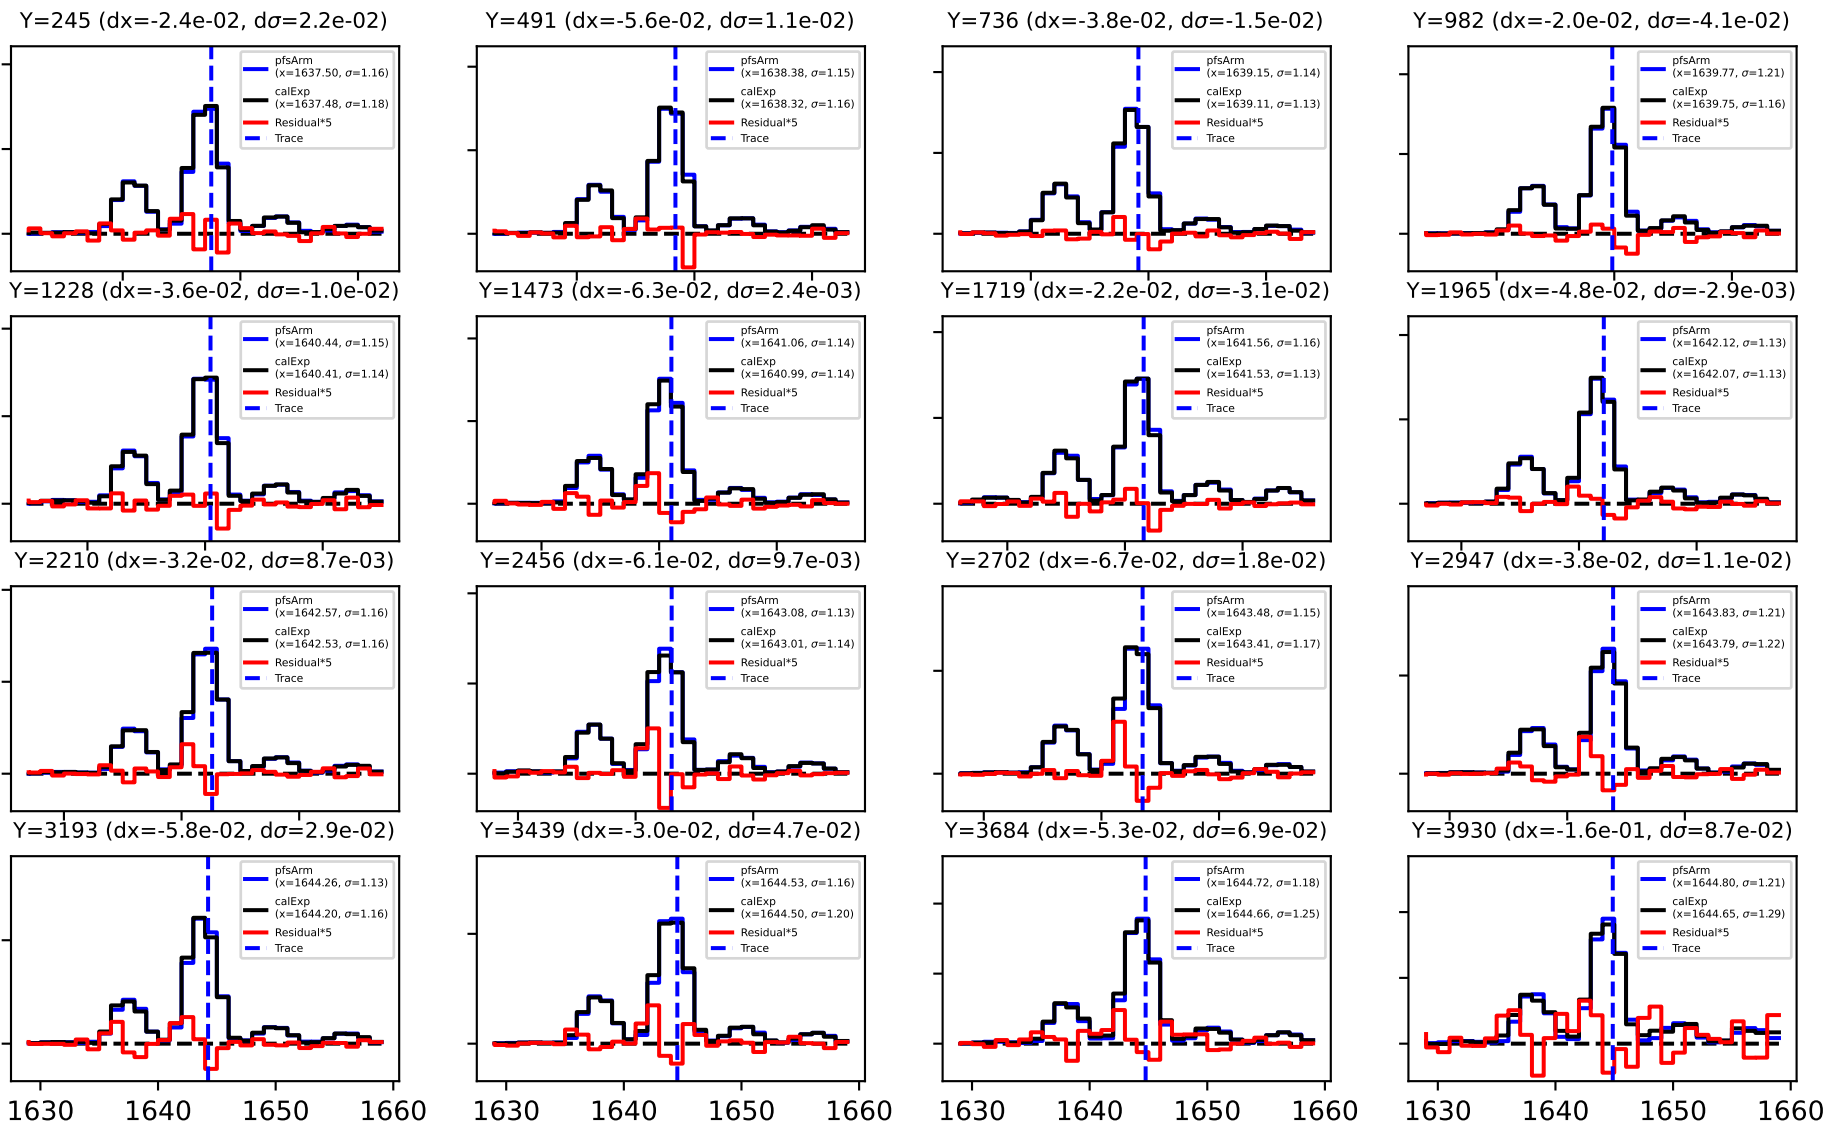 Y=245 (dx=-2.4e-02, dσ=2.2e-02)
pfsArm
(x=1637.50, σ=1.16)
calExp
(x=1637.48, σ=1.18)
Residual*5
Trace
Y=491 (dx=-5.6e-02, dσ=1.1e-02)
pfsArm
(x=1638.38, σ=1.15)
calExp
(x=1638.32, σ=1.16)
Residual*5
Trace
Y=736 (dx=-3.8e-02, dσ=-1.5e-02)
pfsArm
(x=1639.15, σ=1.14)
calExp
(x=1639.11, σ=1.13)
Residual*5
Trace
Y=982 (dx=-2.0e-02, dσ=-4.1e-02)
pfsArm
(x=1639.77, σ=1.21)
calExp
(x=1639.75, σ=1.16)
Residual*5
Trace
Y=1228 (dx=-3.6e-02, dσ=-1.0e-02)
pfsArm
(x=1640.44, σ=1.15)
calExp
(x=1640.41, σ=1.14)
Residual*5
Trace
Y=1473 (dx=-6.3e-02, dσ=2.4e-03)
pfsArm
(x=1641.06, σ=1.14)
calExp
(x=1640.99, σ=1.14)
Residual*5
Trace
Y=1719 (dx=-2.2e-02, dσ=-3.1e-02)
pfsArm
(x=1641.56, σ=1.16)
calExp
(x=1641.53, σ=1.13)
Residual*5
Trace
Y=1965 (dx=-4.8e-02, dσ=-2.9e-03)
pfsArm
(x=1642.12, σ=1.13)
calExp
(x=1642.07, σ=1.13)
Residual*5
Trace
Y=2210 (dx=-3.2e-02, dσ=8.7e-03)
pfsArm
(x=1642.57, σ=1.16)
calExp
(x=1642.53, σ=1.16)
Residual*5
Trace
Y=2456 (dx=-6.1e-02, dσ=9.7e-03)
pfsArm
(x=1643.08, σ=1.13)
calExp
(x=1643.01, σ=1.14)
Residual*5
Trace
Y=2702 (dx=-6.7e-02, dσ=1.8e-02)
pfsArm
(x=1643.48, σ=1.15)
calExp
(x=1643.41, σ=1.17)
Residual*5
Trace
Y=2947 (dx=-3.8e-02, dσ=1.1e-02)
pfsArm
(x=1643.83, σ=1.21)
calExp
(x=1643.79, σ=1.22)
Residual*5
Trace
Y=3193 (dx=-5.8e-02, dσ=2.9e-02)
pfsArm
(x=1644.26, σ=1.13)
calExp
(x=1644.20, σ=1.16)
Residual*5
Trace
Y=3439 (dx=-3.0e-02, dσ=4.7e-02)
pfsArm
(x=1644.53, σ=1.16)
calExp
(x=1644.50, σ=1.20)
Residual*5
Trace
Y=3684 (dx=-5.3e-02, dσ=6.9e-02)
pfsArm
(x=1644.72, σ=1.18)
calExp
(x=1644.66, σ=1.25)
Residual*5
Trace
Y=3930 (dx=-1.6e-01, dσ=8.7e-02)
pfsArm
(x=1644.80, σ=1.21)
calExp
(x=1644.65, σ=1.29)
Residual*5
Trace
1630 1640 1650 1660
1630 1640 1650 1660
1630 1640 1650 1660
1630 1640 1650 1660